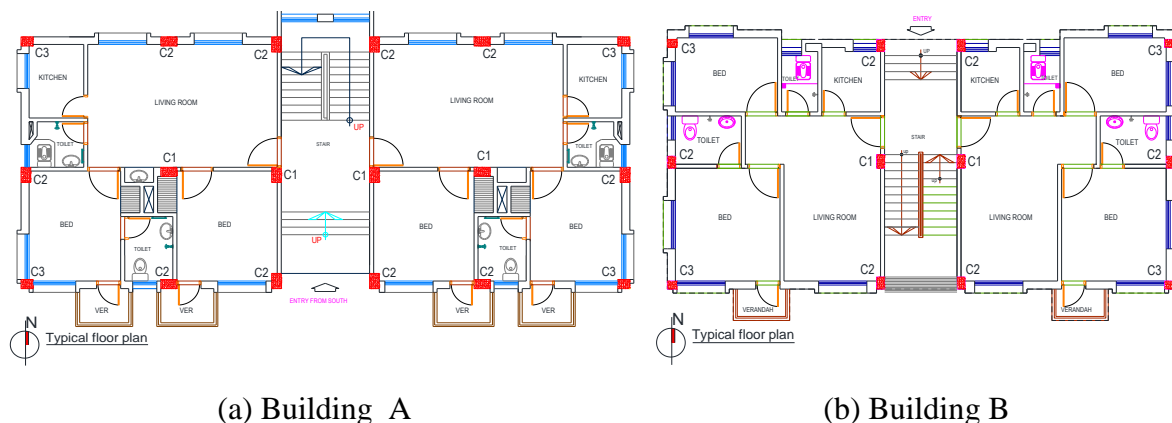 C3
C2
C2
C2
C2
C3
KITCHEN
LIVING ROOM
LIVING ROOM
KITCHEN
UP
TOILET
STAIR
TOILET
C1
C1
C2
C1
C1
C2
BED
BED
BED
BED
TOILET
UP
TOILET
C3
C2
C2
C2
C2
C3
ENTRY FROM SOUTH
VER
VER
VER
VER
N
Typical floor plan
(a) Building A
ENTRY
C3
C2
C2
C3
UP
BED
TOILET
KITCHEN
KITCHEN
TOILET
BED
TOILET
STAIR
TOILET
C2
C1
UP
C1
C2
UP
BED
LIVING ROOM
LIVING ROOM
BED
C3
C2
C2
C3
VERANDAH
VERANDAH
N
Typical floor plan
(b) Building B